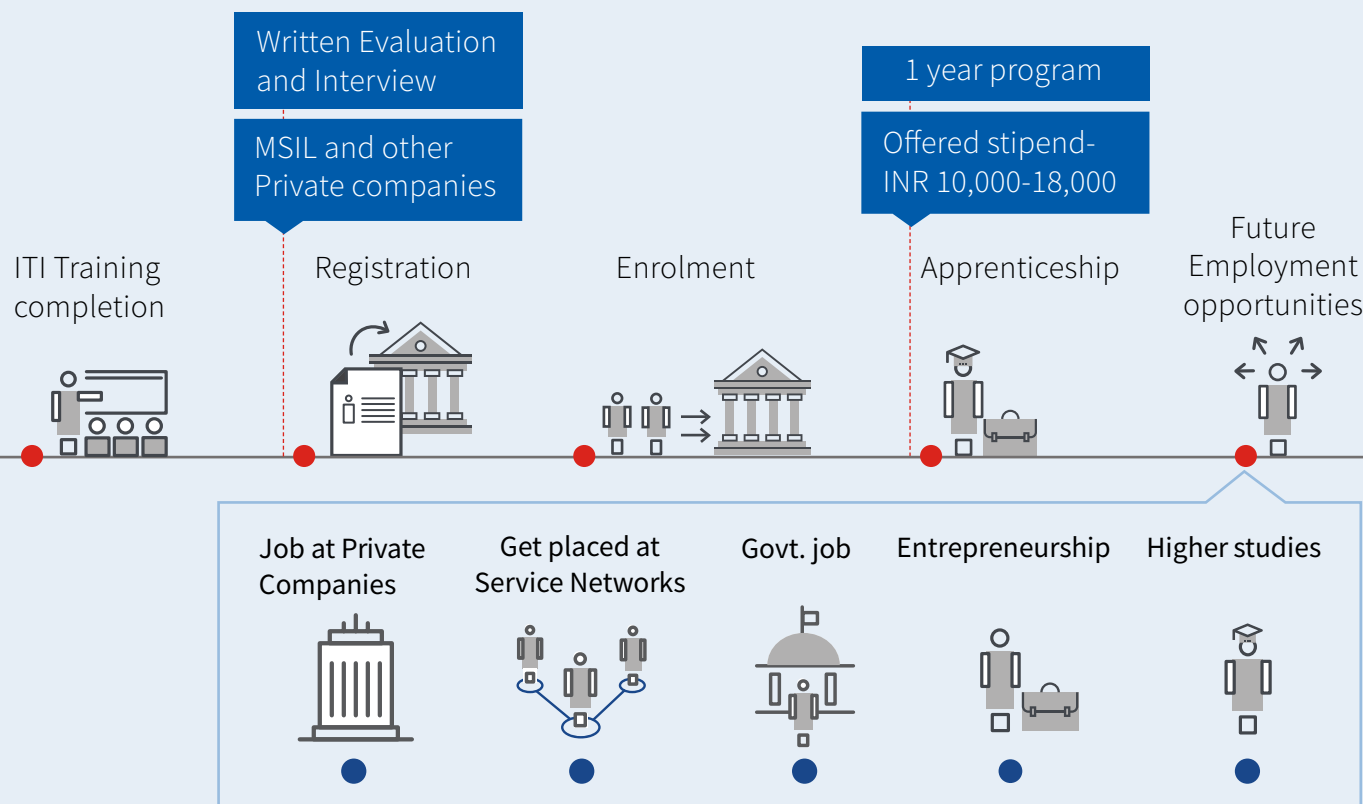 Written Evaluation
and Interview
MSIL and other
Private companies
1 year program
Offered stipend-
INR 10,000-18,000
ITI Training
completion
Registration
Enrolment
Apprenticeship
Future
Employment
opportunities
Job at Private
Companies
Get placed at
Service Networks
Govt. job
Entrepreneurship
Higher studies